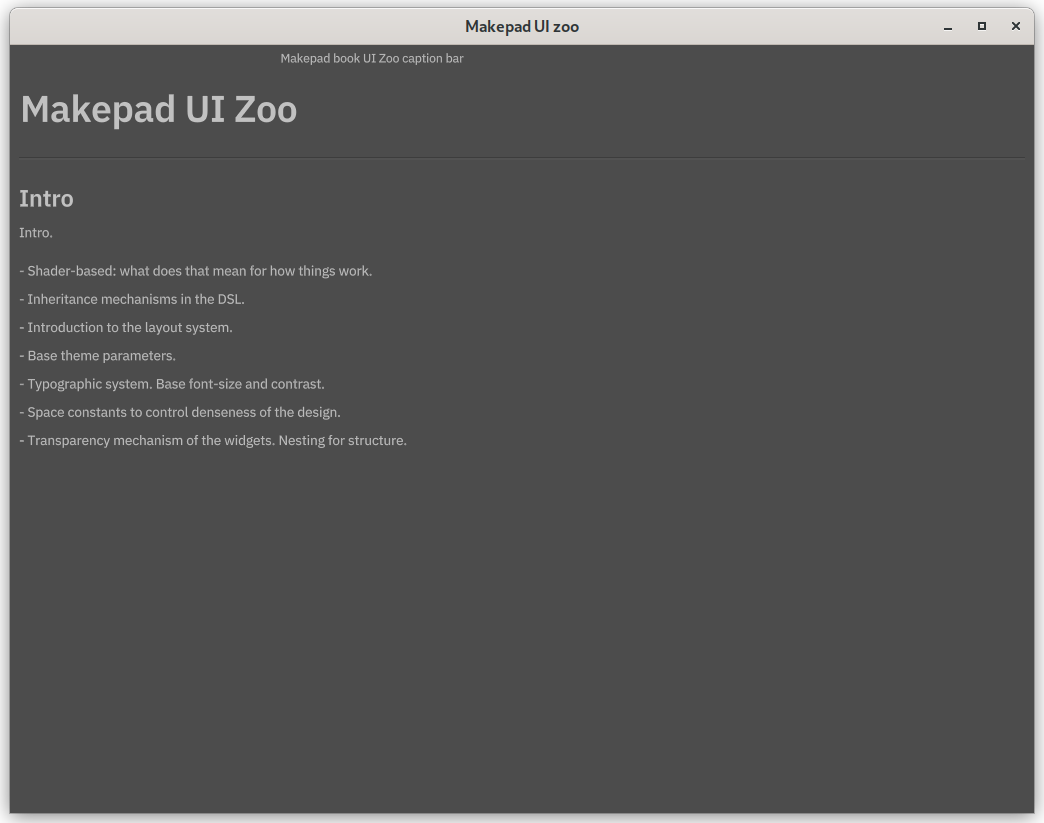 Makepad UI zoo
Makepad book UI Zoo caption bar
Makepad UI Zoo
Intro
Intro.
- Shader-based: what does that mean for how things work.
- Inheritance mechanisms in the DSL.
- Introduction to the layout system.
- Base theme parameters.
- Typographic system. Base font-size and contrast.
- Space constants to control denseness of the design.
- Transparency mechanism of the widgets. Nesting for structure.